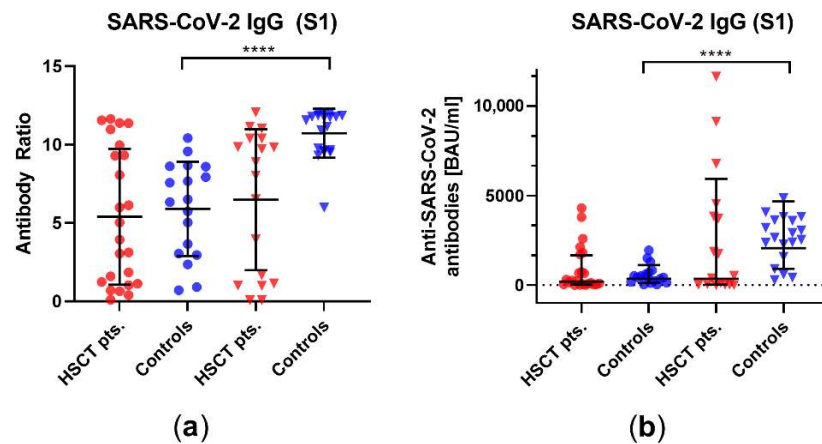 SARS-CoV-2 IgG (S1)
****
15
10
5
0
Antibody Ratio
HSCT pts.
Controls
HSCT pts.
Controls
(a)
SARS-CoV-2 IgG (S1)
****
10,000
5000
0
Anti-SARS-CoV-2
antibodies [BAU/ml]
HSCT pts.
Controls
HSCT pts.
Controls
(b)